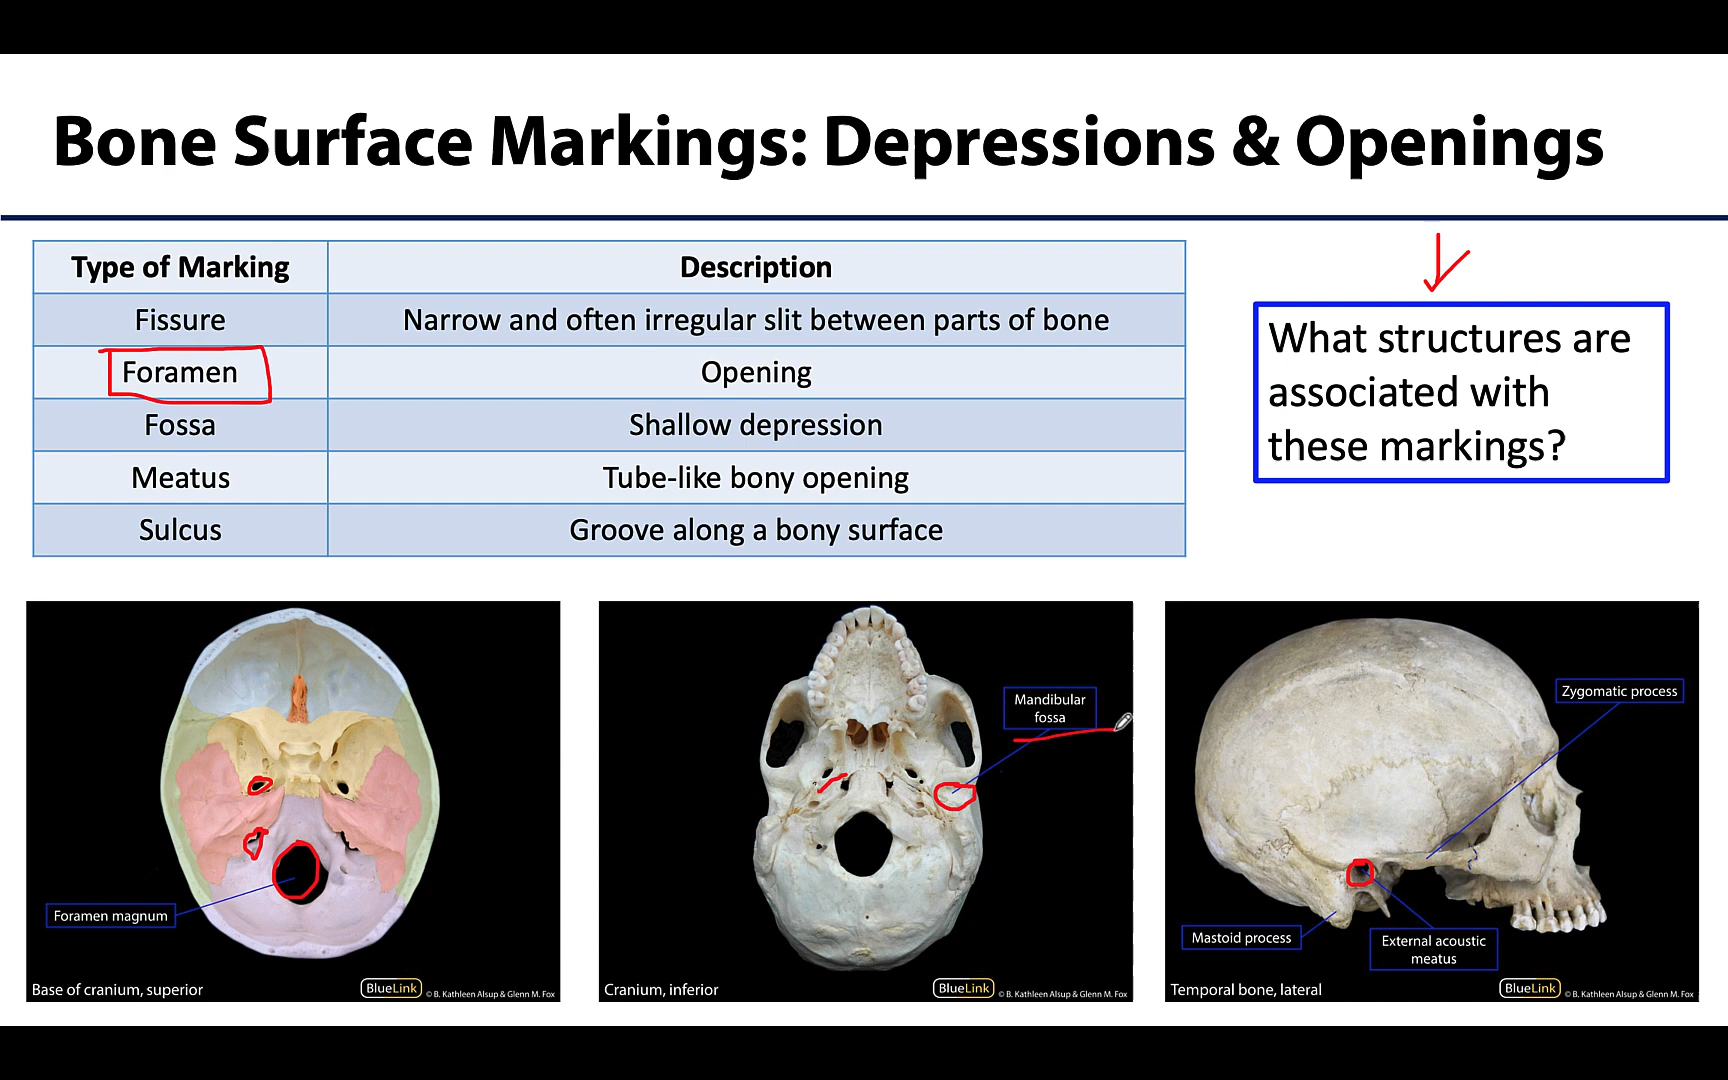 Bone Surface Markings: Depressions & Openings
Type of Marking Description
Fissure Narrow and often irregular slit between parts of bone
Foramen Opening
Fossa Shallow depression
Meatus Tube-like bony opening
Sulcus Groove along a bony surface
What structures are
associated with
these markings?
Foramen magnum
Base of cranium, superior
BlueLink © B. Kathleen Alsup & Glenn M. Fox
Mandibular
fossa
Cranium, inferior
BlueLink © B. Kathleen Alsup & Glenn M. Fox
Zygomatic process
Mastoid process
External acoustic
meatus
Temporal bone, lateral
BlueLink © B. Kathleen Alsup & Glenn M. Fox